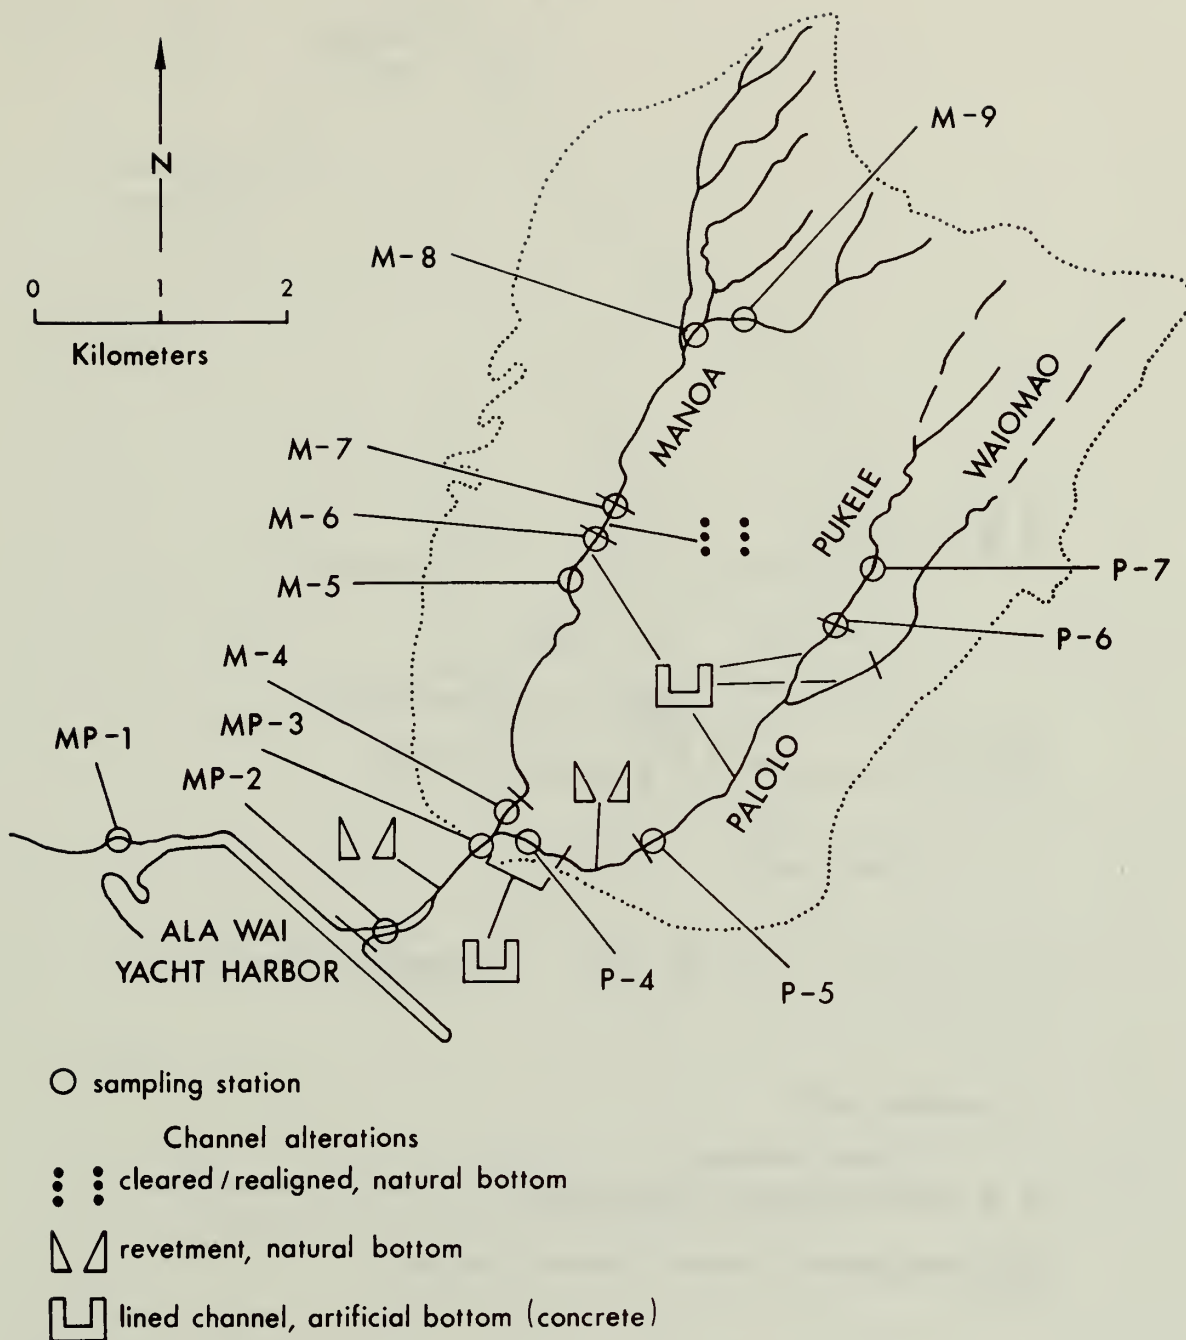 N
0 1 2
Kilometers
M-9
M-8
MANOA
WAIOMAO
M-7
M-6
PUKELE
M-5
P-7
P-6
M-4
MP-3
MP-1
MP-2
PALOLO
ALA WAI
YACHT HARBOR
P-4
P-5
sampling station
Channel alterations
cleared/realigned, natural bottom
revetment, natural bottom
lined channel, artificial bottom (concrete)